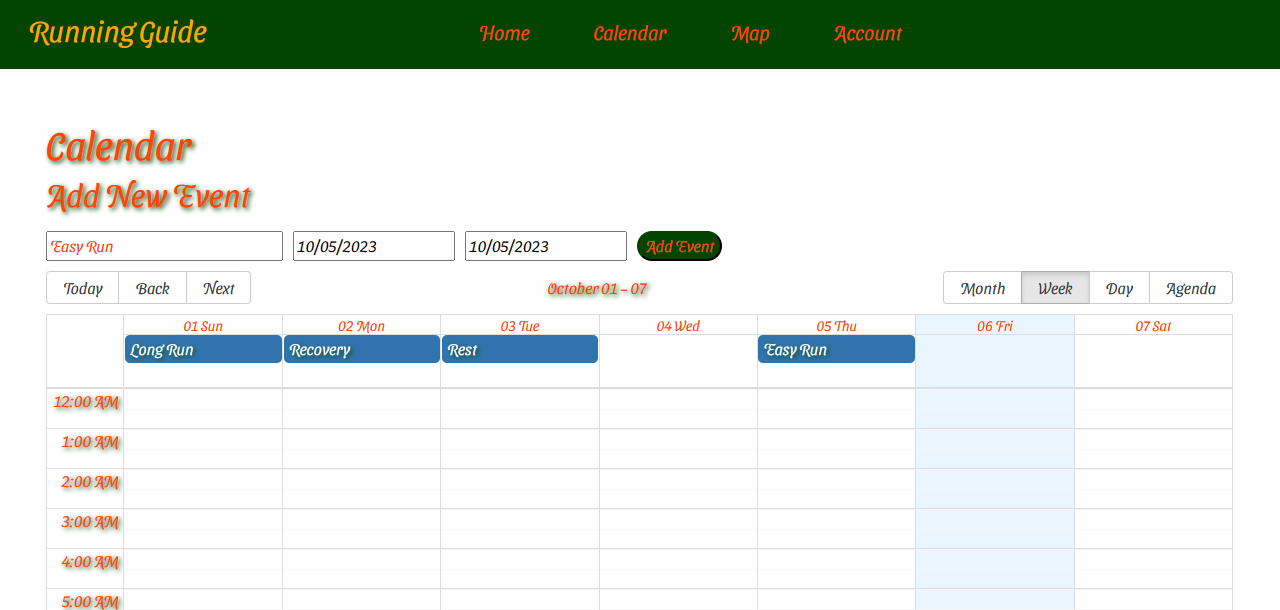 Running Guide
Home Calendar Map Account
Calendar
Add New Event
Easy Run 10/05/2023 10/05/2023 Add Event
Today Back Next October 01 – 07 Month Week Day Agenda
01 Sun 02 Mon 03 Tue 04 Wed 05 Thu 06 Fri 07 Sat
Long Run Recovery Rest Easy Run
12:00 AM
1:00 AM
2:00 AM
3:00 AM
4:00 AM
5:00 AM